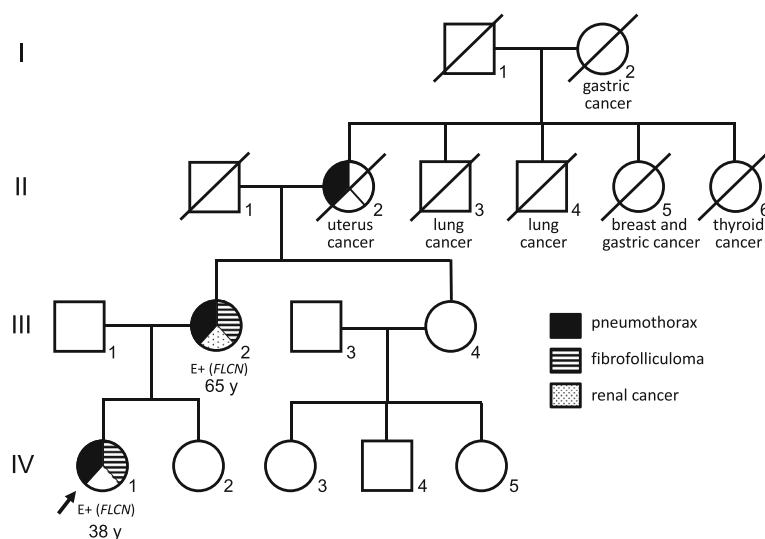 I
1
2
gastric
cancer
II
1
2
3
4
5
6
uterus
cancer
lung
cancer
lung
cancer
breast and
gastric cancer
thyroid
cancer
III
1
2
3
4
E+ (FLCN)
65 y
pneumothorax
fibrofolliculoma
renal cancer
IV
1
2
3
4
5
E+ (FLCN)
38 y